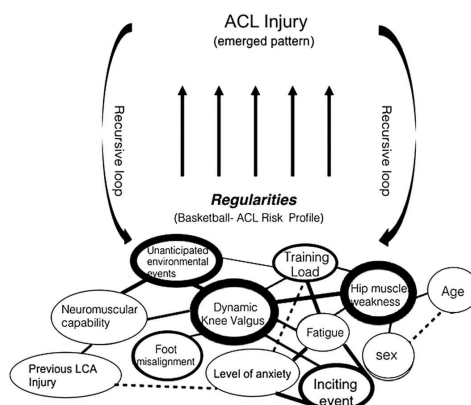 ACL Injury
(emerged pattern)
Recursive loop
Recursive loop
Regularities
(Basketball- ACL Risk Profile)
Unanticipated
environmental
events
Training
Load
Hip muscles
weakness
Age
Neuromuscular
capability
Dynamic
Knee Valgus
Fatigue
Foot
misalignment
sex
Previous LCA
Injury
Level of anxiety
Inciting
event